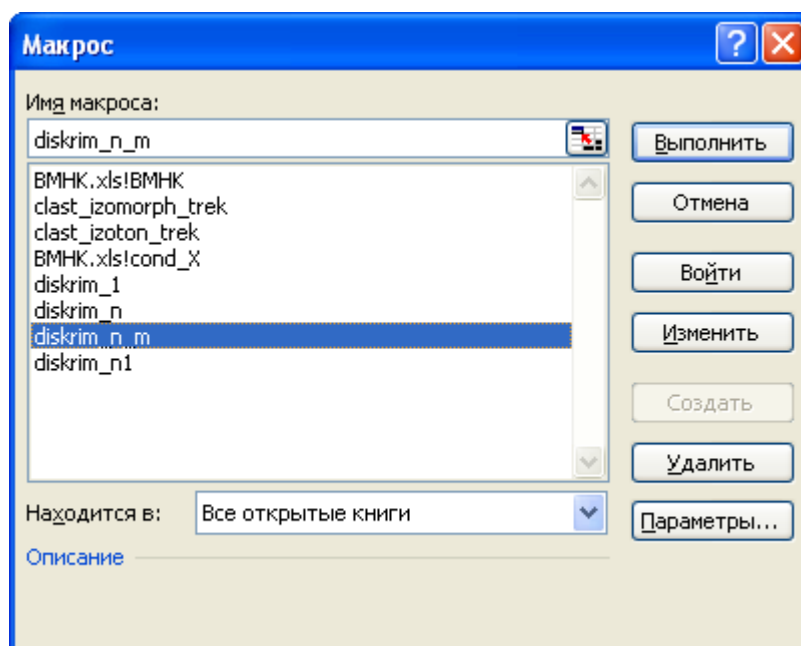 Макрос
Имя макроса:
diskrim_n_m
BMHK.xls!BMHK
clast_izomorph_trek
clast_izoton_trek
BMHK.xls!cond_X
diskrim_1
diskrim_n
diskrim_n_m
diskrim_n1
Выполнить
Отмена
Войти
Изменить
Создать
Удалить
Параметры...
Находится в:
Все открытые книги
Описание